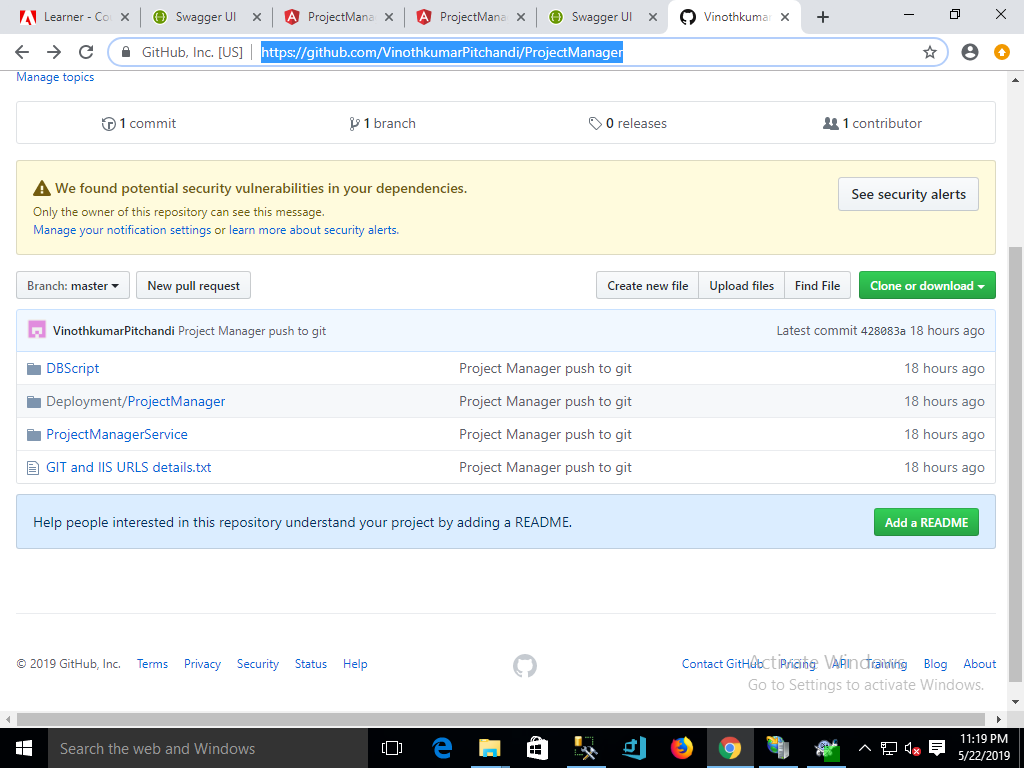 Learner - Co
Swagger UI
ProjectMana
ProjectMana
Swagger UI
Vinothkumar
GitHub, Inc. [US]
https://github.com/VinothkumarPitchandi/ProjectManager
Manage topics
1 commit
1 branch
0 releases
1 contributor
We found potential security vulnerabilities in your dependencies.
Only the owner of this repository can see this message.
Manage your notification settings or learn more about security alerts.
See security alerts
Branch: master
New pull request
Create new file
Upload files
Find File
Clone or download
VinothkumarPitchandi Project Manager push to git
Latest commit 428083a 18 hours ago
DBScript
Project Manager push to git
18 hours ago
Deployment/ProjectManager
Project Manager push to git
18 hours ago
ProjectManagerService
Project Manager push to git
18 hours ago
GIT and IIS URLS details.txt
Project Manager push to git
18 hours ago
Help people interested in this repository understand your project by adding a README.
Add a README
© 2019 GitHub, Inc.
Terms
Privacy
Security
Status
Help
Contact GitHub
Pricing
API
Training
Blog
About
Activate Windows
Go to Settings to activate Windows.
Search the web and Windows
11:19 PM
5/22/2019